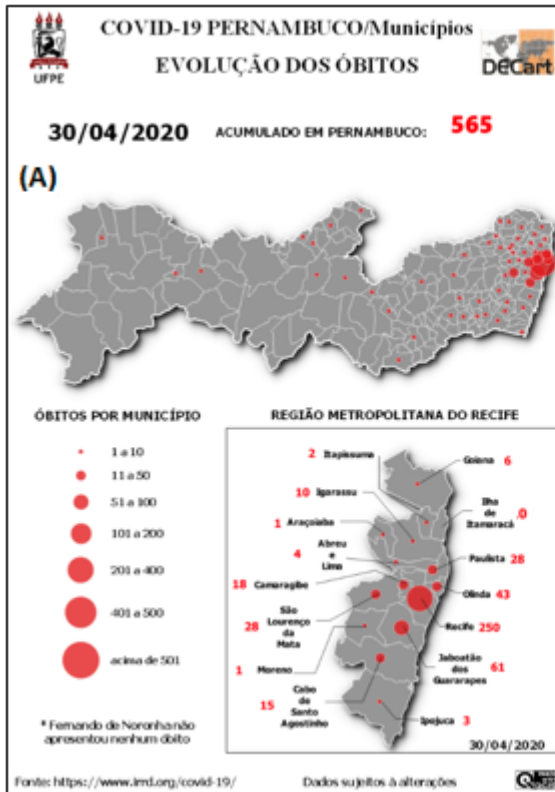 COVID-19 PERNAMBUCO/Municípios
EVOLUÇÃO DOS ÓBITOS
UFPE
DECart
30/04/2020 ACUMULADO EM PERNAMBUCO: 565
(A)
ÓBITOS POR MUNICÍPIO
1 a 10
11 a 50
51 a 100
101 a 200
201 a 400
401 a 500
acima de 501
* Fernando de Noronha não
apresentou nenhum óbito
REGIÃO METROPOLITANA DO RECIFE
2 Itapissuma
Goiana 6
10 Igarassu
Ilha de Itamaracá 0
1 Araçoiaba
4 Abreu e Lima
Paulista 28
18 Camaragibe
Olinda 43
28 São Lourenço da Mata
Recife 250
1 Moreno
Jaboatão dos Guararapes 61
15 Cabo de Santo Agostinho
Ipojuca 3
30/04/2020
Fonte: https://www.irrd.org/covid-19/ Dados sujeitos à alterações